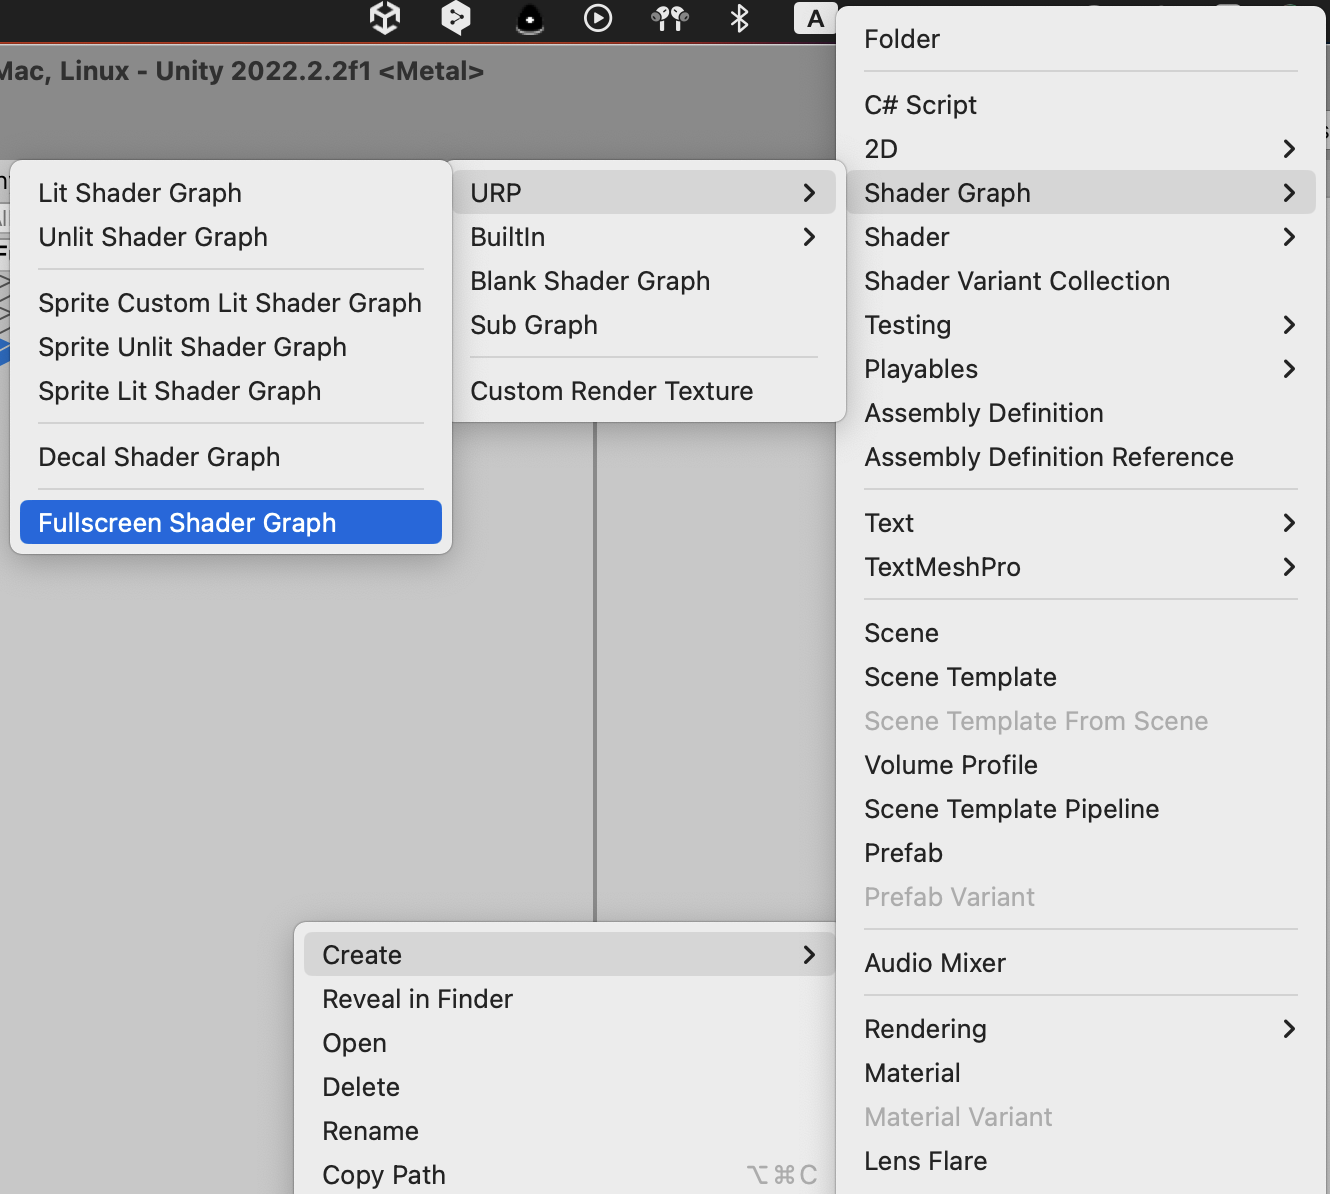 A
Mac, Linux - Unity 2022.2.2f1 <Metal>
Lit Shader Graph
Unlit Shader Graph
Sprite Custom Lit Shader Graph
Sprite Unlit Shader Graph
Sprite Lit Shader Graph
Decal Shader Graph
Fullscreen Shader Graph
URP
BuiltIn
Blank Shader Graph
Sub Graph
Custom Render Texture
Folder
C# Script
2D
Shader Graph
Shader
Shader Variant Collection
Testing
Playables
Assembly Definition
Assembly Definition Reference
Text
TextMeshPro
Scene
Scene Template
Scene Template From Scene
Volume Profile
Scene Template Pipeline
Prefab
Prefab Variant
Audio Mixer
Rendering
Material
Material Variant
Lens Flare
Create
Reveal in Finder
Open
Delete
Rename
Copy Path ⌥⌘C